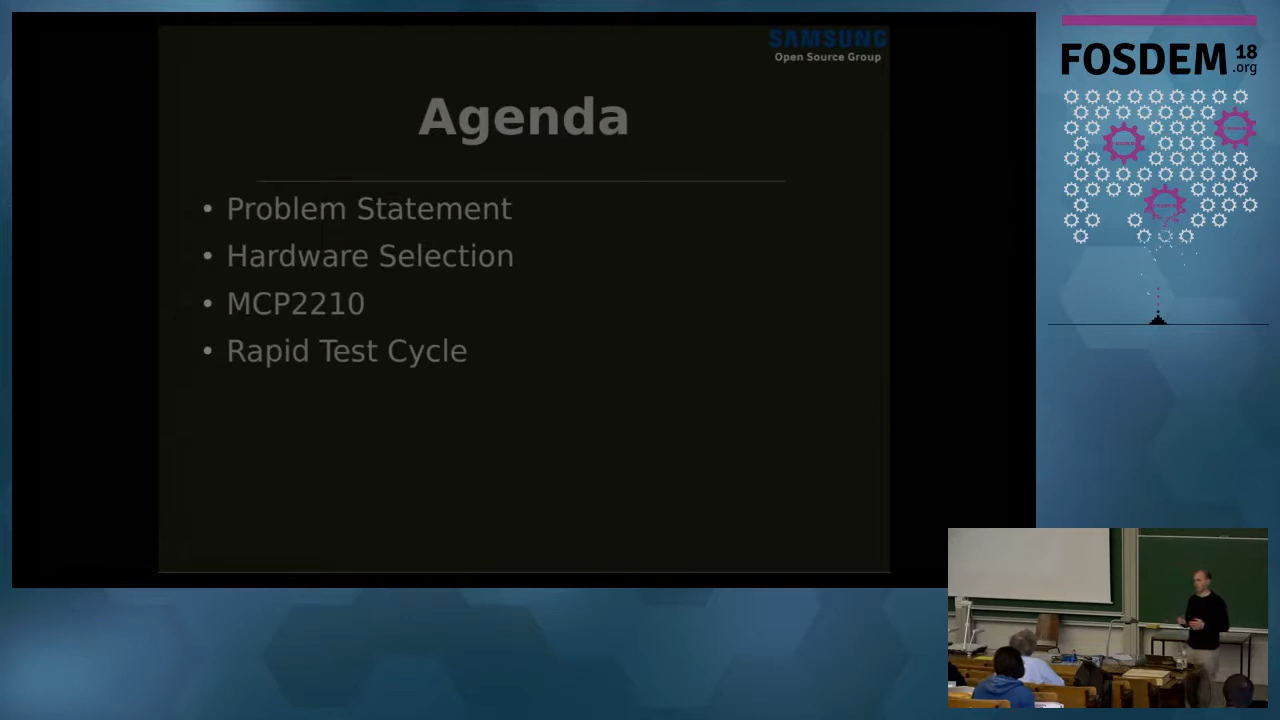 SAMSUNG
Open Source Group
Agenda
• Problem Statement
• Hardware Selection
• MCP2210
• Rapid Test Cycle
FOSDEM 18
.org